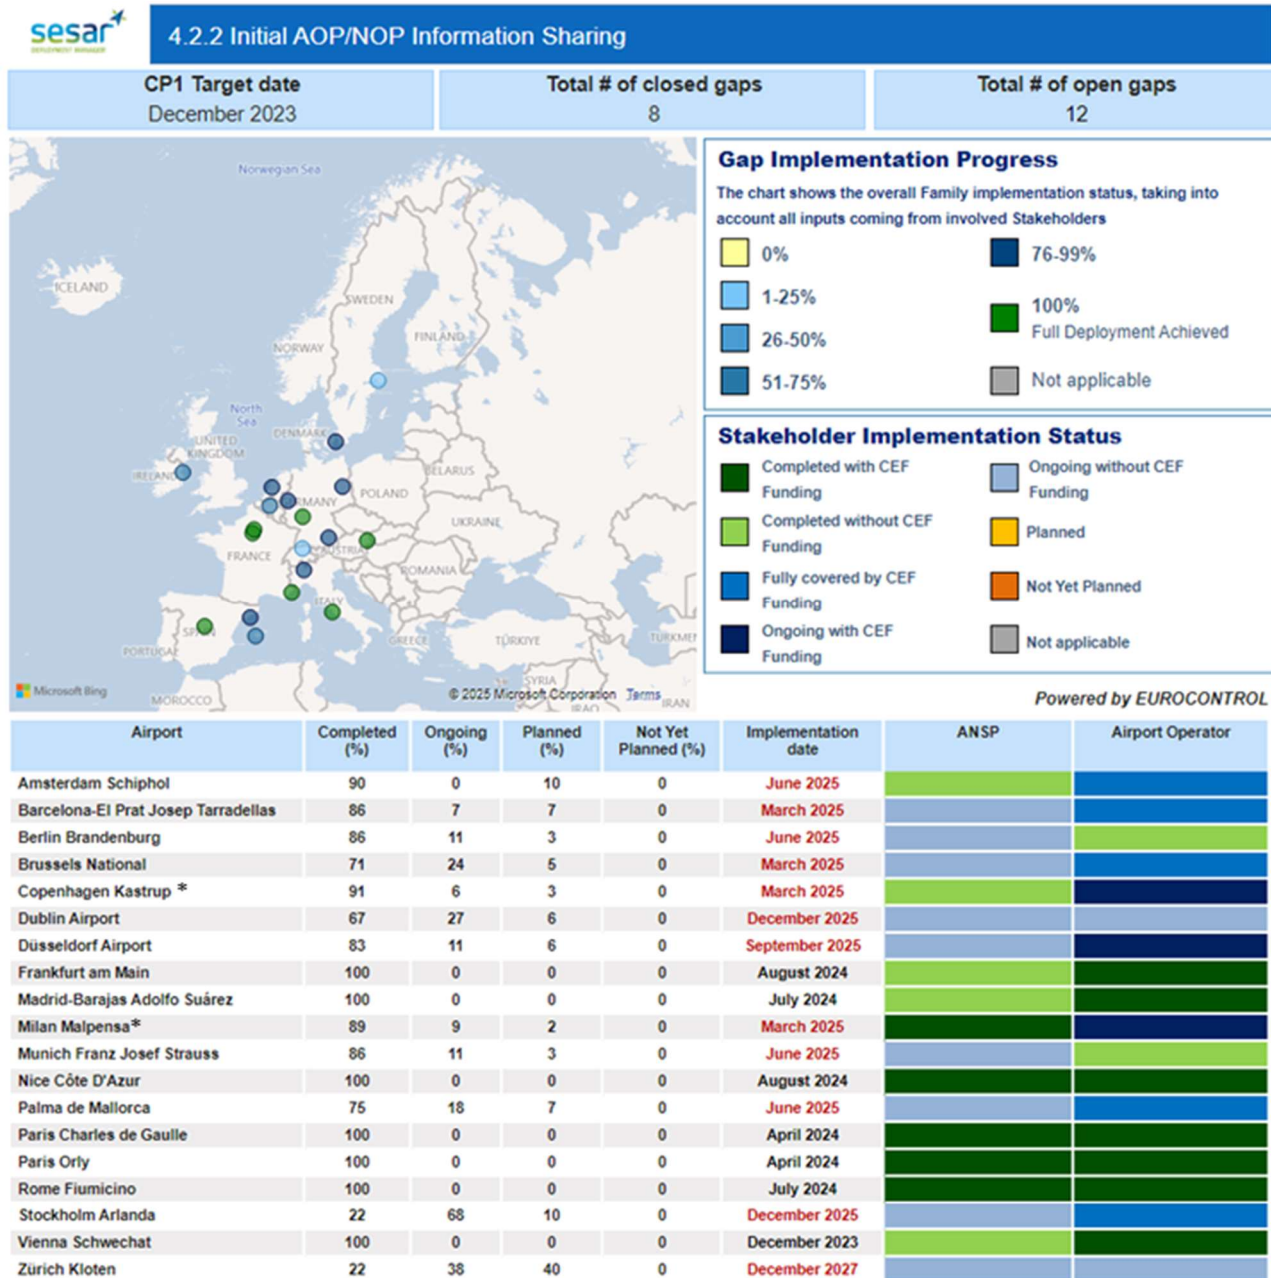 sesar
DEPLOYMENT MANAGER
4.2.2 Initial AOP/NOP Information Sharing
CP1 Target date
December 2023
Total # of closed gaps
8
Total # of open gaps
12
Norwegian Sea
ICELAND
SWEDEN
FINLAND
NORWAY
North
Sea
DENMARK
UNITED
KINGDOM
IRELAND
BELARUS
POLAND
RMANY
UKRAINE
FRANCE
AUSTRIA
ROMANIA
ITALY
SP N
PORTUGAL
GREECE
TÜRKIYE
TURKMEN
SYRIA
MOROCCO
IRAQ
IRAN
Microsoft Bing
© 2025 Microsoft Corporation Terms
Gap Implementation Progress
The chart shows the overall Family implementation status, taking into
account all inputs coming from involved Stakeholders
0%
1-25%
26-50%
51-75%
76-99%
100%
Full Deployment Achieved
Not applicable
Stakeholder Implementation Status
Completed with CEF
Funding
Completed without CEF
Funding
Fully covered by CEF
Funding
Ongoing with CEF
Funding
Ongoing without CEF
Funding
Planned
Not Yet Planned
Not applicable
Powered by EUROCONTROL
Airport Completed (%) Ongoing (%) Planned (%) Not Yet Planned (%) Implementation date ANSP Airport Operator
Amsterdam Schiphol 90 0 10 0 June 2025
Barcelona-El Prat Josep Tarradellas 86 7 7 0 March 2025
Berlin Brandenburg 86 11 3 0 June 2025
Brussels National 71 24 5 0 March 2025
Copenhagen Kastrup * 91 6 3 0 March 2025
Dublin Airport 67 27 6 0 December 2025
Düsseldorf Airport 83 11 6 0 September 2025
Frankfurt am Main 100 0 0 0 August 2024
Madrid-Barajas Adolfo Suárez 100 0 0 0 July 2024
Milan Malpensa* 89 9 2 0 March 2025
Munich Franz Josef Strauss 86 11 3 0 June 2025
Nice Côte D'Azur 100 0 0 0 August 2024
Palma de Mallorca 75 18 7 0 June 2025
Paris Charles de Gaulle 100 0 0 0 April 2024
Paris Orly 100 0 0 0 April 2024
Rome Fiumicino 100 0 0 0 July 2024
Stockholm Arlanda 22 68 10 0 December 2025
Vienna Schwechat 100 0 0 0 December 2023
Zürich Kloten 22 38 40 0 December 2027